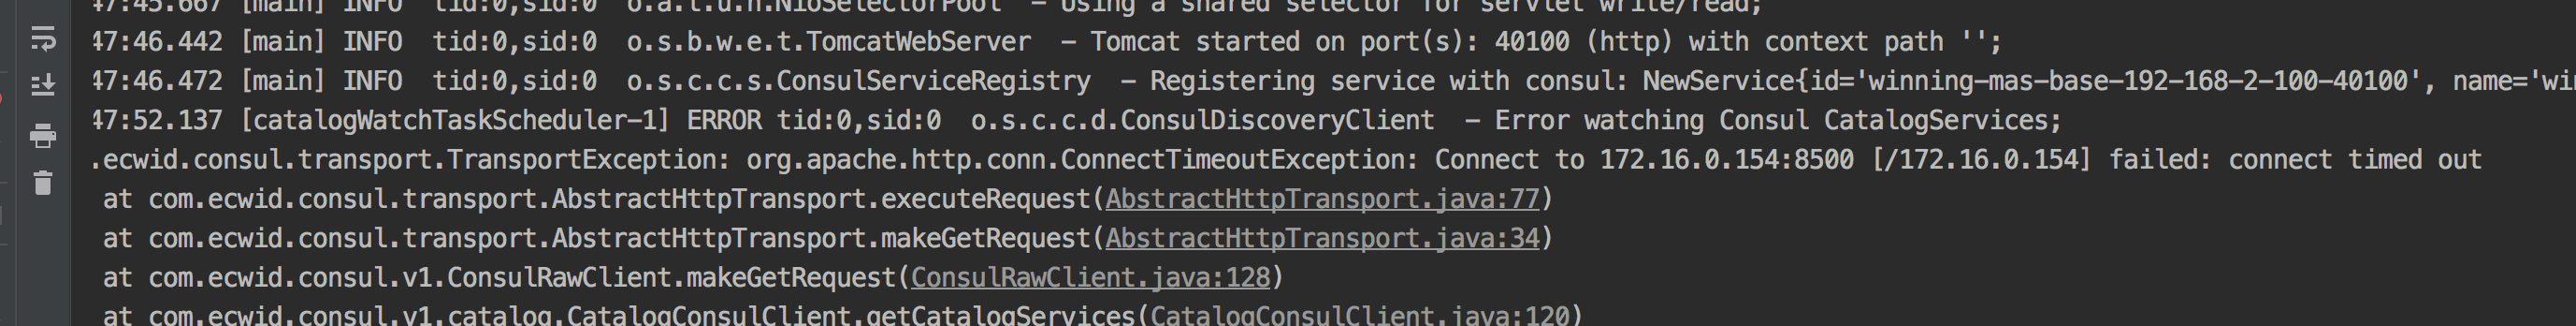 47:45.667 [main] INFO  tid:0,sid:0  o.a.t.u.n.NioSelectorPool  – Using a shared selector for servlet write/read;
47:46.442 [main] INFO  tid:0,sid:0  o.s.b.w.e.t.TomcatWebServer  – Tomcat started on port(s): 40100 (http) with context path '';
47:46.472 [main] INFO  tid:0,sid:0  o.s.c.c.s.ConsulServiceRegistry  – Registering service with consul: NewService{id='winning-mas-base-192-168-2-100-40100', name='wi
47:52.137 [catalogWatchTaskScheduler-1] ERROR tid:0,sid:0  o.s.c.c.d.ConsulDiscoveryClient  – Error watching Consul CatalogServices;
.ecwid.consul.transport.TransportException: org.apache.http.conn.ConnectTimeoutException: Connect to 172.16.0.154:8500 [/172.16.0.154] failed: connect timed out
at com.ecwid.consul.transport.AbstractHttpTransport.executeRequest(AbstractHttpTransport.java:77)
at com.ecwid.consul.transport.AbstractHttpTransport.makeGetRequest(AbstractHttpTransport.java:34)
at com.ecwid.consul.v1.ConsulRawClient.makeGetRequest(ConsulRawClient.java:128)
at com.ecwid.consul.v1.catalog.CatalogConsulClient.getCatalogServices(CatalogConsulClient.java:120)